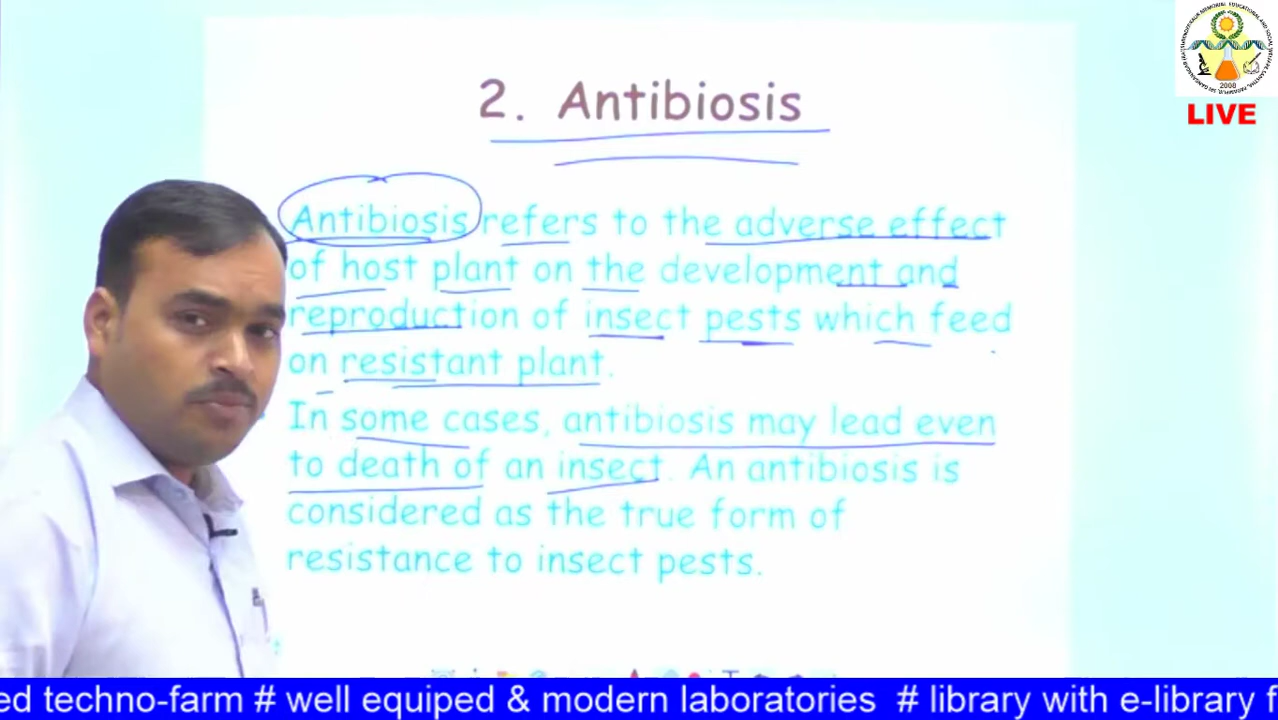 2. Antibiosis
Antibiosis refers to the adverse effect
of host plant on the development and
reproduction of insect pests which feed
on resistant plant.
In some cases, antibiosis may lead even
to death of an insect. An antibiosis is
considered as the true form of
resistance to insect pests.
2008
LIVE
ed techno-farm # well equiped & modern laboratories # library with e-library f